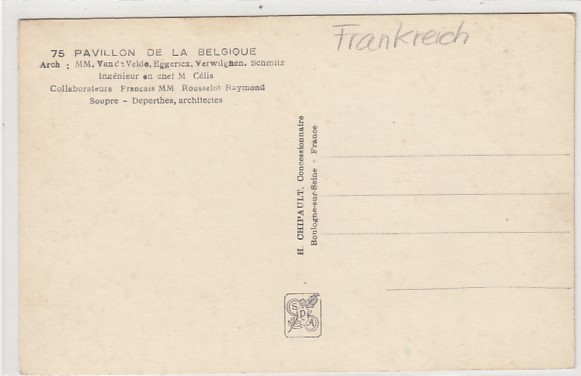 75 PAVILLON DE LA BELGIQUE
Arch : MM. Van de Velde, Eggericx, Verwilghen, Schmitz
Ingénieur en chef M. Célis
Collaborateurs Francais MM Rousselot Raymond
Soupre - Deperthes, architectes
Frankreich
H. CHIPAULT, Concessionnaire
Boulogne-sur-Seine - France
S
P
A